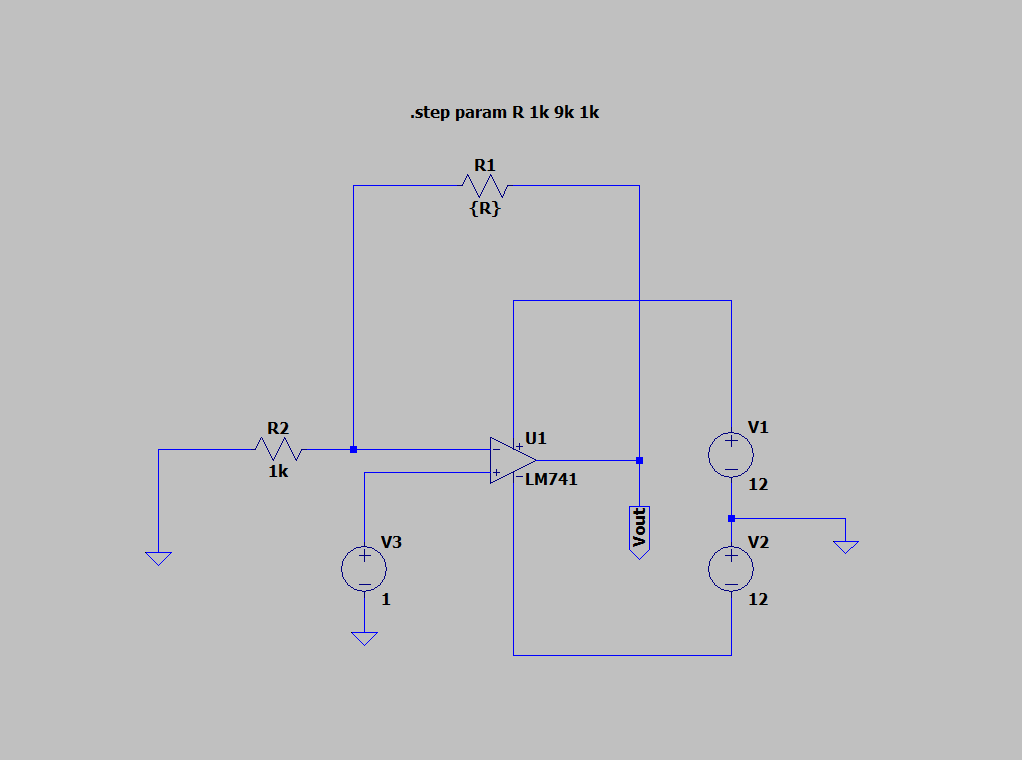 .step param R 1k 9k 1k
R1
{R}
R2
1k
U1
LM741
V1
12
Vout
V3
1
V2
12